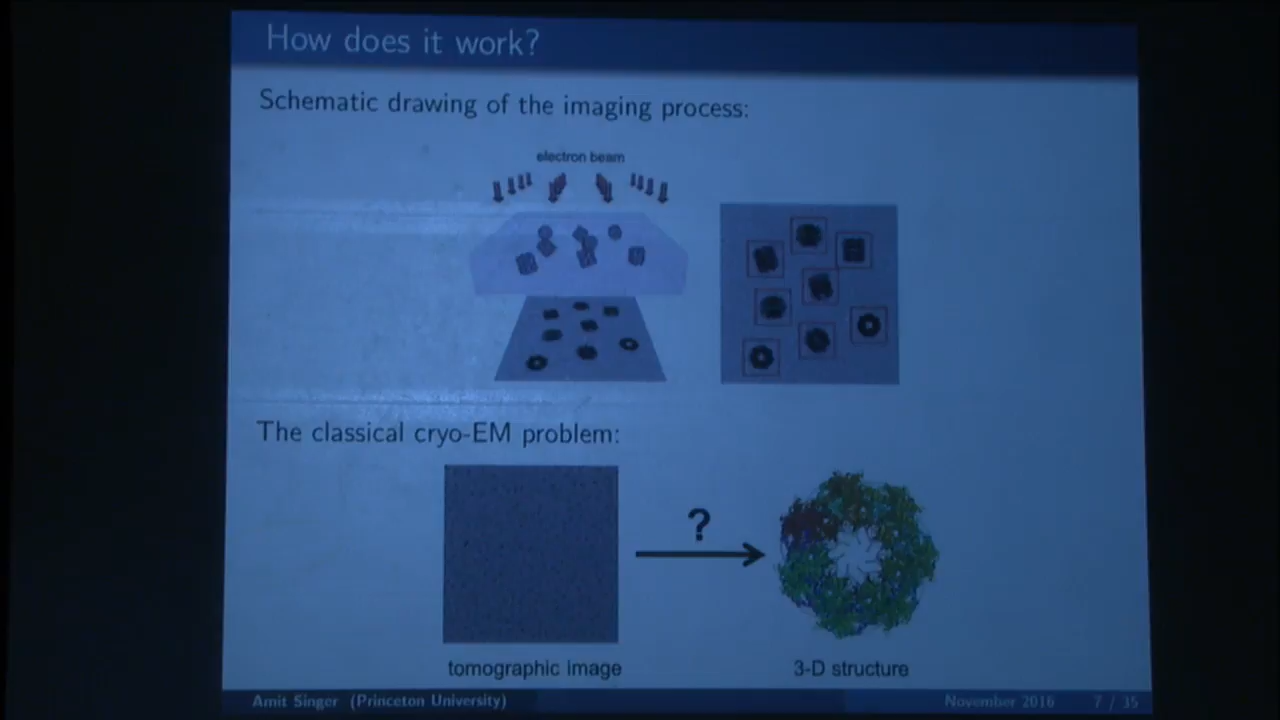 How does it work?
Schematic drawing of the imaging process:
electron beam
The classical cryo-EM problem:
?
tomographic image
3-D structure
Amit Singer (Princeton University)
November 2016
7 / 35